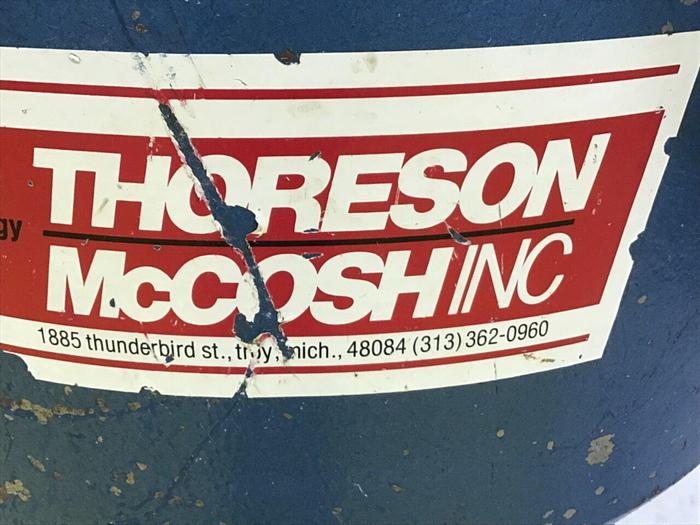 THORESON
McCOSH INC
1885 thunderbird st., troy, mich., 48084 (313) 362-0960